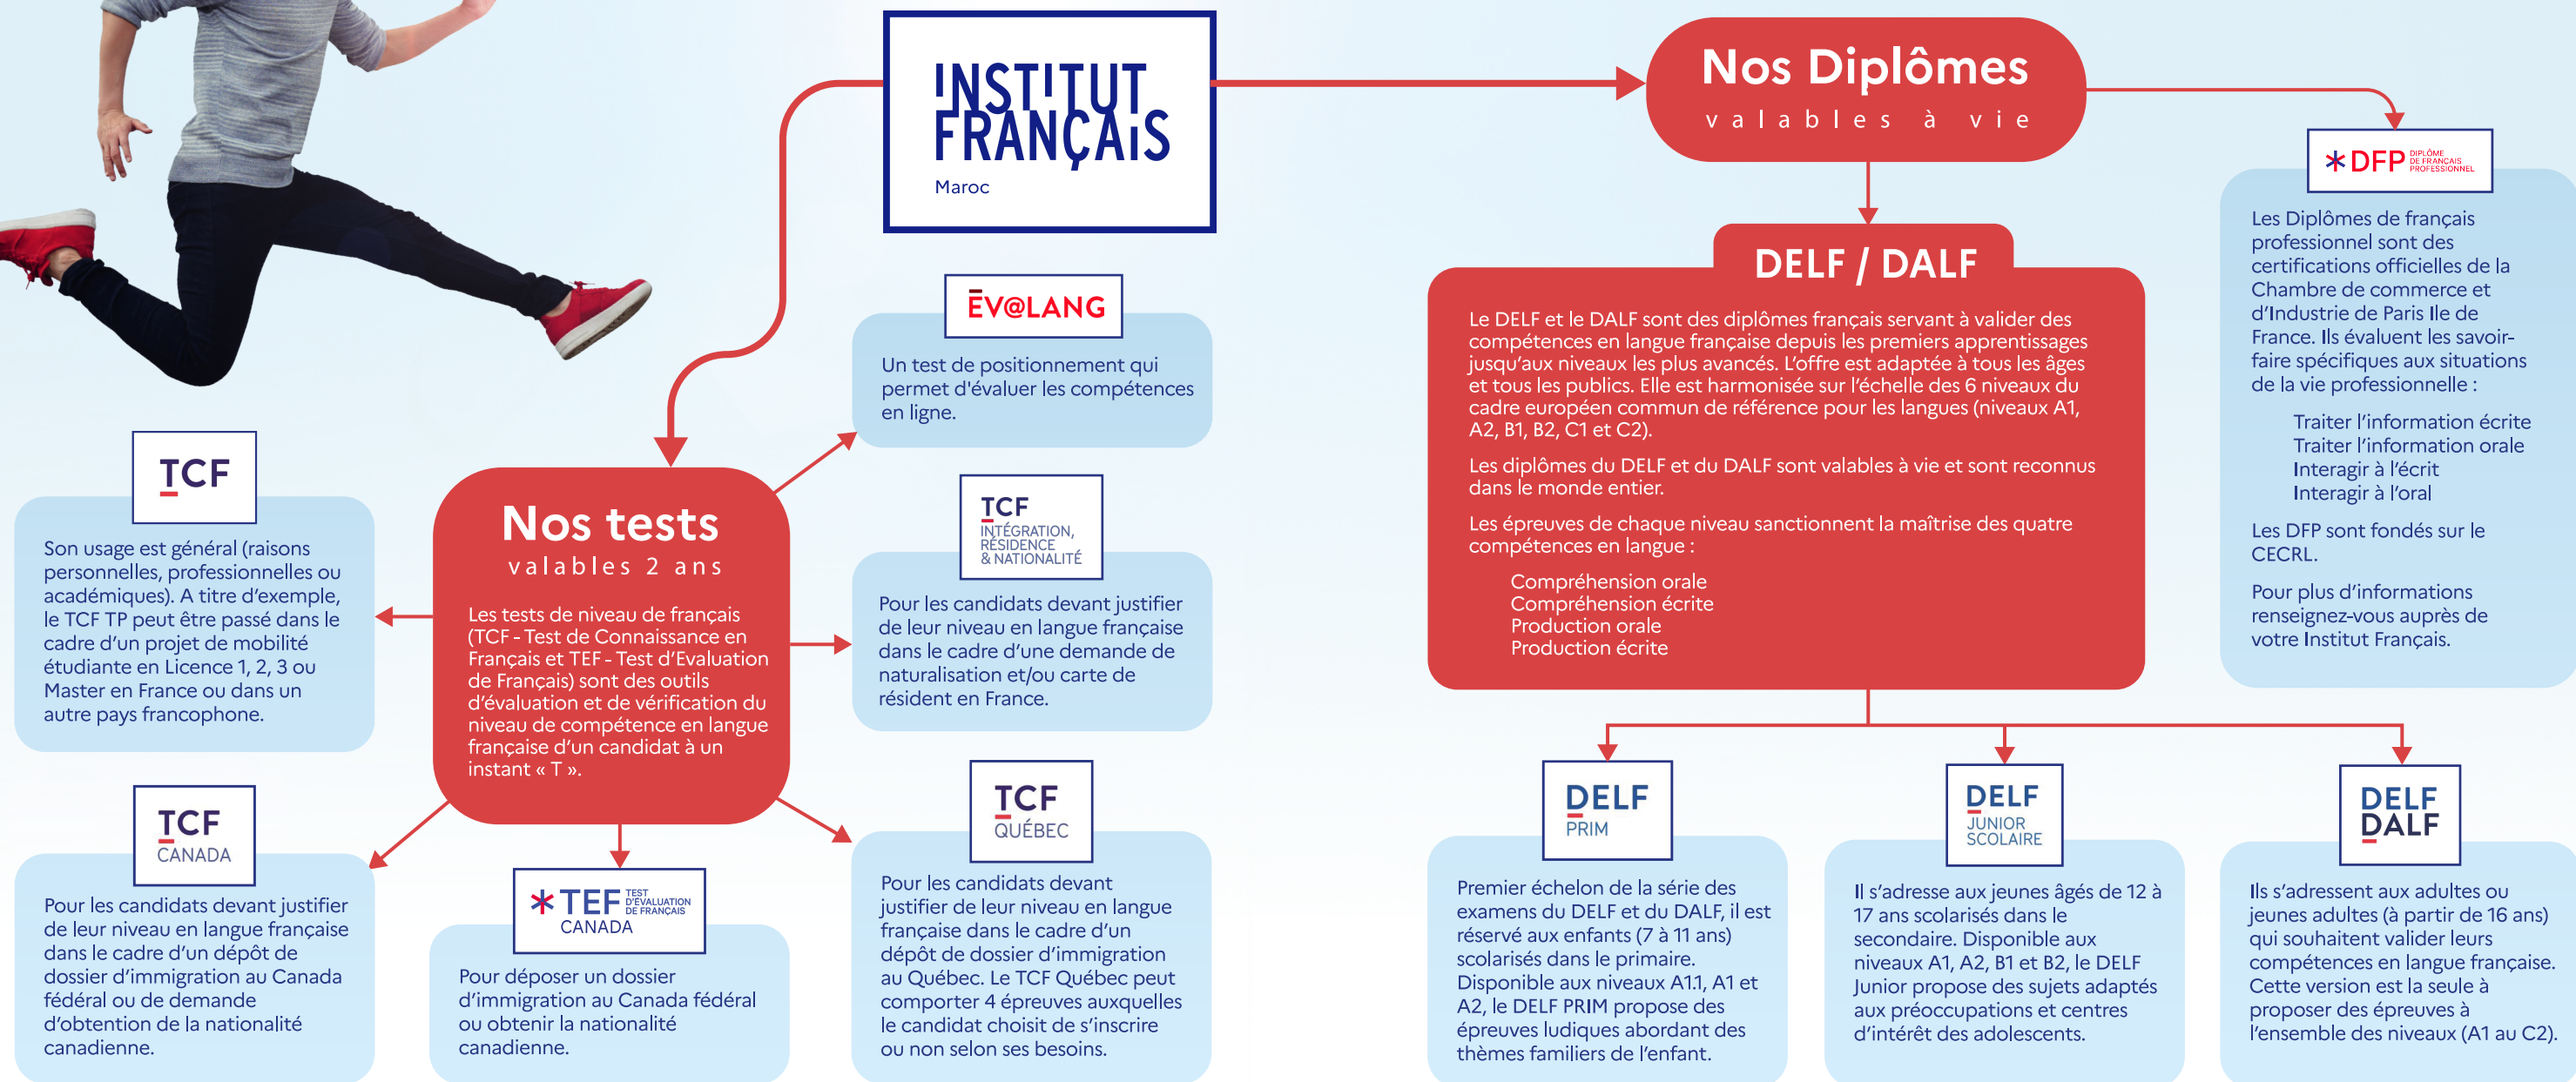 INSTITUT
FRANÇAIS
Maroc
ĒV@LANG
Un test de positionnement qui
permet d'évaluer les compétences
en ligne.
TCF
Son usage est général (raisons
personnelles, professionnelles ou
académiques). A titre d’exemple,
le TCF TP peut être passé dans le
cadre d’un projet de mobilité
étudiante en Licence 1, 2, 3 ou
Master en France ou dans un
autre pays francophone.
Nos tests
valables 2 ans
Les tests de niveau de français
(TCF - Test de Connaissance en
Français et TEF - Test d’Evaluation
de Français) sont des outils
d’évaluation et de vérification du
niveau de compétence en langue
française d’un candidat à un
instant « T ».
TCF
INTÉGRATION,
RÉSIDENCE
& NATIONALITÉ
Pour les candidats devant justifier
de leur niveau en langue française
dans le cadre d’une demande de
naturalisation et/ou carte de
résident en France.
TCF
CANADA
Pour les candidats devant justifier
de leur niveau en langue française
dans le cadre d’un dépôt de
dossier d’immigration au Canada
fédéral ou de demande
d’obtention de la nationalité
canadienne.
TEF TEST
D'ÉVALUATION
DE FRANÇAIS
CANADA
Pour déposer un dossier
d’immigration au Canada fédéral
ou obtenir la nationalité
canadienne.
TCF
QUÉBEC
Pour les candidats devant
justifier de leur niveau en langue
française dans le cadre d’un
dépôt de dossier d’immigration
au Québec. Le TCF Québec peut
comporter 4 épreuves auxquelles
le candidat choisit de s’inscrire
ou non selon ses besoins.
Nos Diplômes
valables à vie
DELF / DALF
Le DELF et le DALF sont des diplômes français servant à valider des
compétences en langue française depuis les premiers apprentissages
jusqu’aux niveaux les plus avancés. L’offre est adaptée à tous les âges
et tous les publics. Elle est harmonisée sur l’échelle des 6 niveaux du
cadre européen commun de référence pour les langues (niveaux A1,
A2, B1, B2, C1 et C2).
Les diplômes du DELF et du DALF sont valables à vie et sont reconnus
dans le monde entier.
Les épreuves de chaque niveau sanctionnent la maîtrise des quatre
compétences en langue :
Compréhension orale
Compréhension écrite
Production orale
Production écrite
DFP DIPLÔME
DE FRANÇAIS
PROFESSIONNEL
Les Diplômes de français
professionnel sont des
certifications officielles de la
Chambre de commerce et
d’Industrie de Paris Ile de
France. Ils évaluent les savoir-
faire spécifiques aux situations
de la vie professionnelle :
Traiter l’information écrite
Traiter l’information orale
Interagir à l’écrit
Interagir à l’oral
Les DFP sont fondés sur le
CECRL.
Pour plus d’informations
renseignez-vous auprès de
votre Institut Français.
DELF
PRIM
Premier échelon de la série des
examens du DELF et du DALF, il est
réservé aux enfants (7 à 11 ans)
scolarisés dans le primaire.
Disponible aux niveaux A1.1, A1 et
A2, le DELF PRIM propose des
épreuves ludiques abordant des
thèmes familiers de l’enfant.
DELF
JUNIOR
SCOLAIRE
Il s’adresse aux jeunes âgés de 12 à
17 ans scolarisés dans le
secondaire. Disponible aux
niveaux A1, A2, B1 et B2, le DELF
Junior propose des sujets adaptés
aux préoccupations et centres
d’intérêt des adolescents.
DELF
DALF
Ils s’adressent aux adultes ou
jeunes adultes (à partir de 16 ans)
qui souhaitent valider leurs
compétences en langue française.
Cette version est la seule à
proposer des épreuves à
l’ensemble des niveaux (A1 au C2).